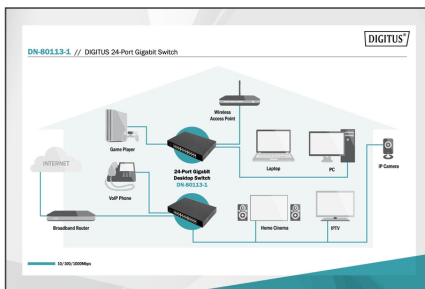 DIGITUS®
DN-80113-1 // DIGITUS 24-Port Gigabit Switch
Wireless
Access Point
Game Player
INTERNET
24-Port Gigabit
Desktop Switch
DN-80113-1
Laptop
PC
IP Camera
VoIP Phone
Broadband Router
Home Cinema
IPTV
10/100/1000Mbps